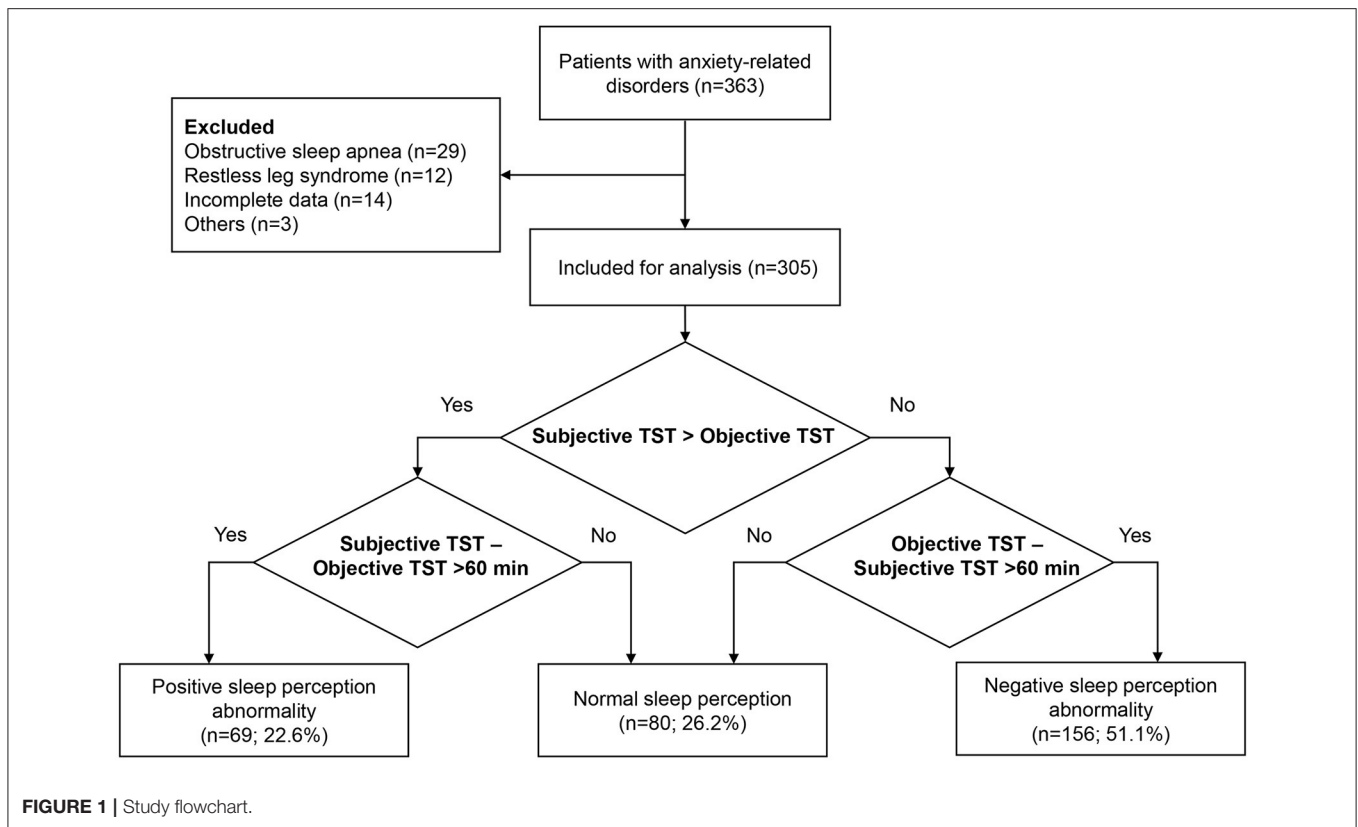 Patients with anxiety-related
disorders (n=363)
Excluded
Obstructive sleep apnea (n=29)
Restless leg syndrome (n=12)
Incomplete data (n=14)
Others (n=3)
Included for analysis (n=305)
Yes
No
Subjective TST > Objective TST
Yes
Subjective TST –
Objective TST >60 min
No
No
Objective TST –
Subjective TST >60 min
Yes
Positive sleep perception
abnormality
(n=69; 22.6%)
Normal sleep perception
(n=80; 26.2%)
Negative sleep perception
abnormality
(n=156; 51.1%)
FIGURE 1 | Study flowchart.